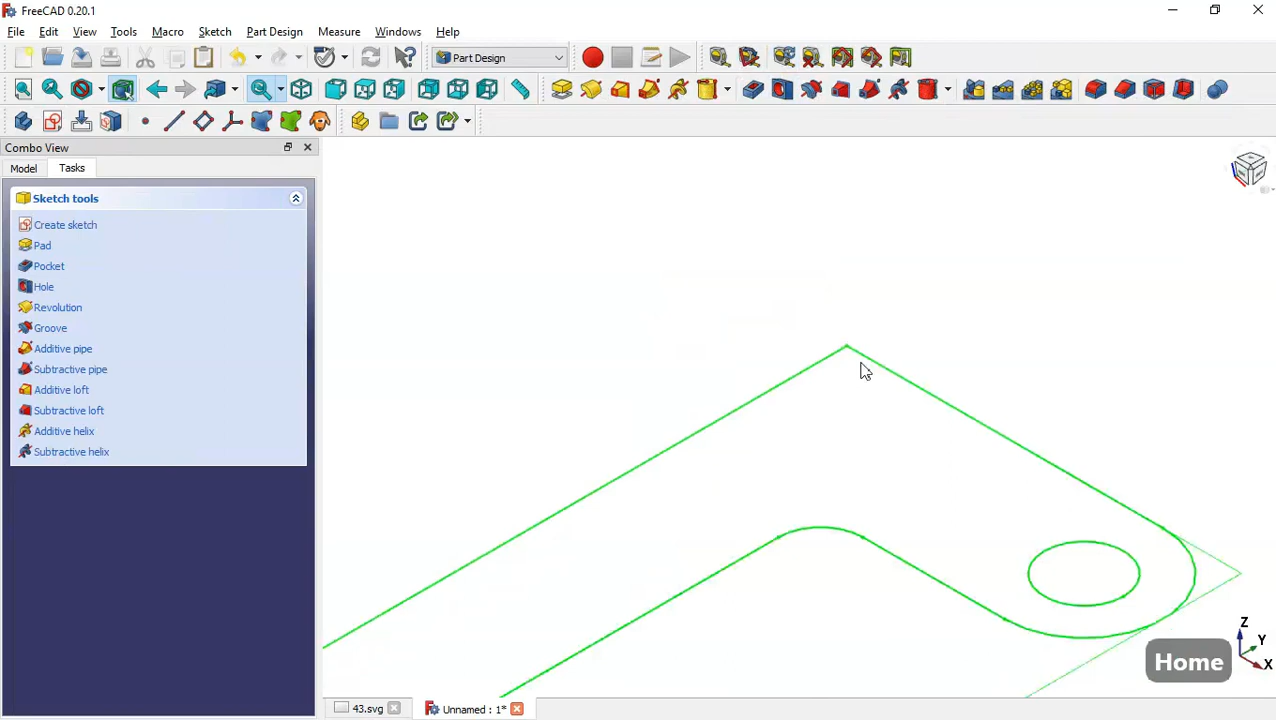 FreeCAD 0.20.1
File Edit View Tools Macro Sketch Part Design Measure Windows Help
Part Design
Combo View
Model Tasks
Sketch tools
Create sketch
Pad
Pocket
Hole
Revolution
Groove
Additive pipe
Subtractive pipe
Additive loft
Subtractive loft
Additive helix
Subtractive helix
Z
Y
X
Home
43.svg Unnamed : 1*